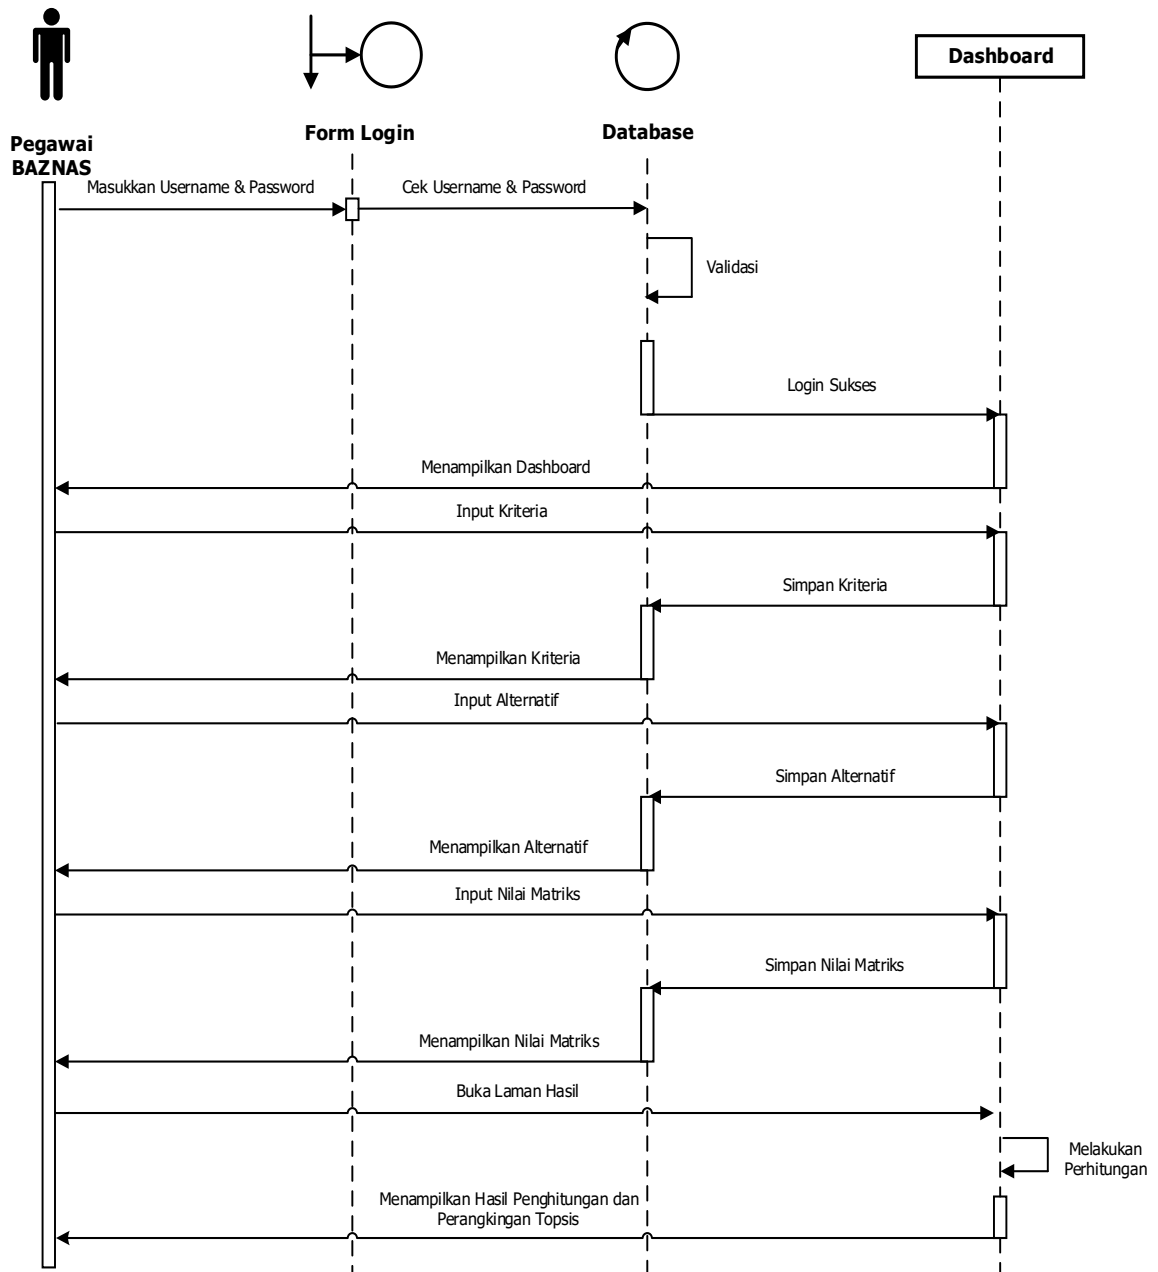 Dashboard
Form Login
Database
Pegawai
BAZNAS
Masukkan Username & Password
Cek Username & Password
Validasi
Login Sukses
Menampilkan Dashboard
Input Kriteria
Simpan Kriteria
Menampilkan Kriteria
Input Alternatif
Simpan Alternatif
Menampilkan Alternatif
Input Nilai Matriks
Simpan Nilai Matriks
Menampilkan Nilai Matriks
Buka Laman Hasil
Melakukan
Perhitungan
Menampilkan Hasil Penghitungan dan
Perangkingan Topsis